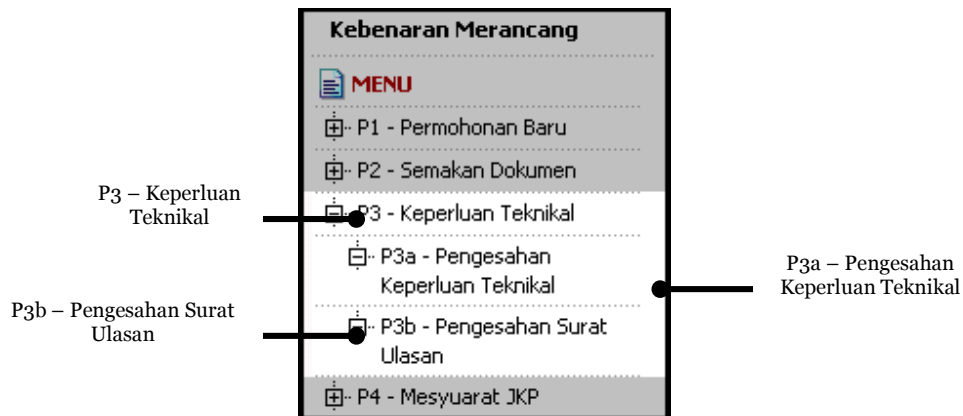 Kebenaran Merancang
MENU
P1 - Permohonan Baru
P2 - Semakan Dokumen
P3 - Keperluan Teknikal
P3a - Pengesahan
Keperluan Teknikal
P3b - Pengesahan Surat
Ulasan
P4 - Mesyuarat JKP
P3 – Keperluan
Teknikal
P3b – Pengesahan Surat
Ulasan
P3a – Pengesahan
Keperluan Teknikal